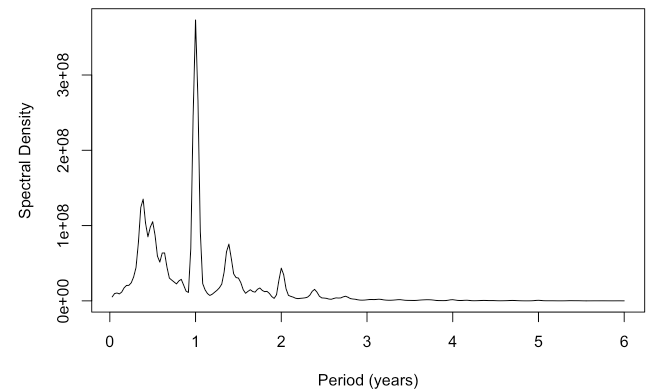 Spectral Density
3e+08
2e+08
1e+08
0e+00
0 1 2 3 4 5 6
Period (years)